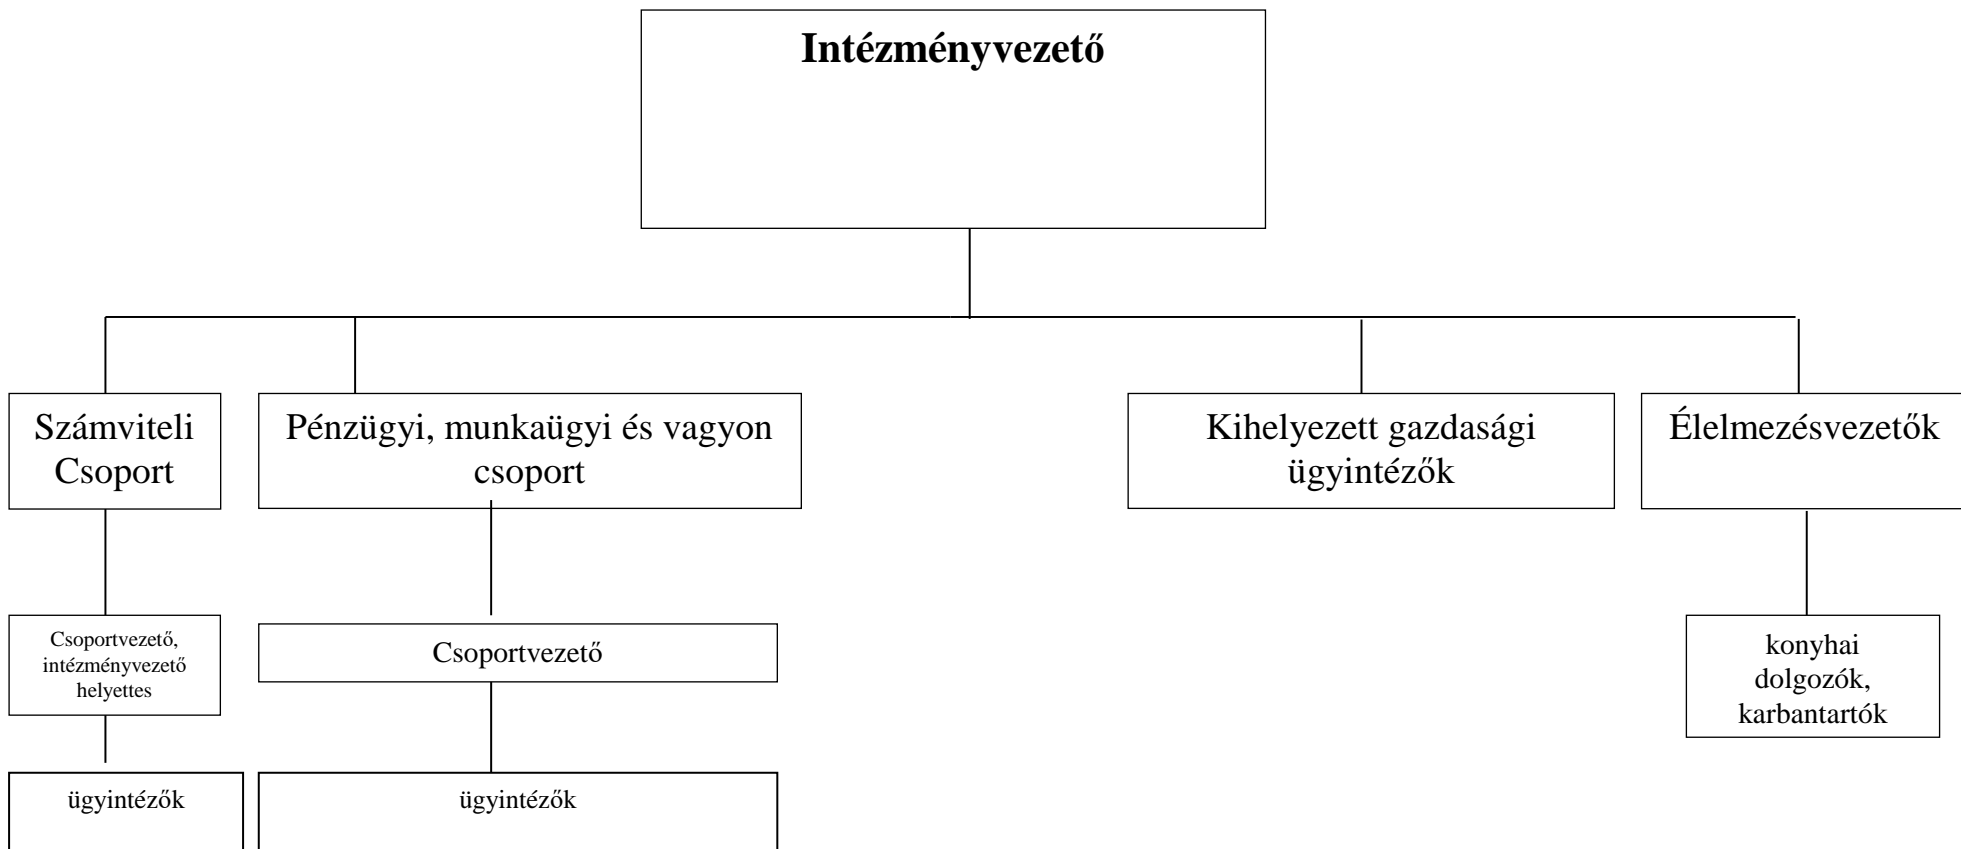 Intézményvezető
Számviteli
Csoport
Pénzügyi, munkaügyi és vagyon
csoport
Kihelyezett gazdasági
ügyintézők
Élelmezésvezetők
Csoportvezető,
intézményvezető
helyettes
Csoportvezető
konyhai
dolgozók,
karbantartók
ügyintézők
ügyintézők